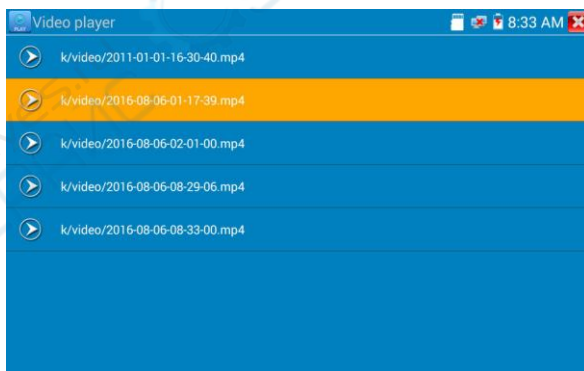 PLAY Video player 8:33 AM
k/video/2011-01-01-16-30-40.mp4
k/video/2016-08-06-01-17-39.mp4
k/video/2016-08-06-02-01-00.mp4
k/video/2016-08-06-08-29-06.mp4
k/video/2016-08-06-08-33-00.mp4